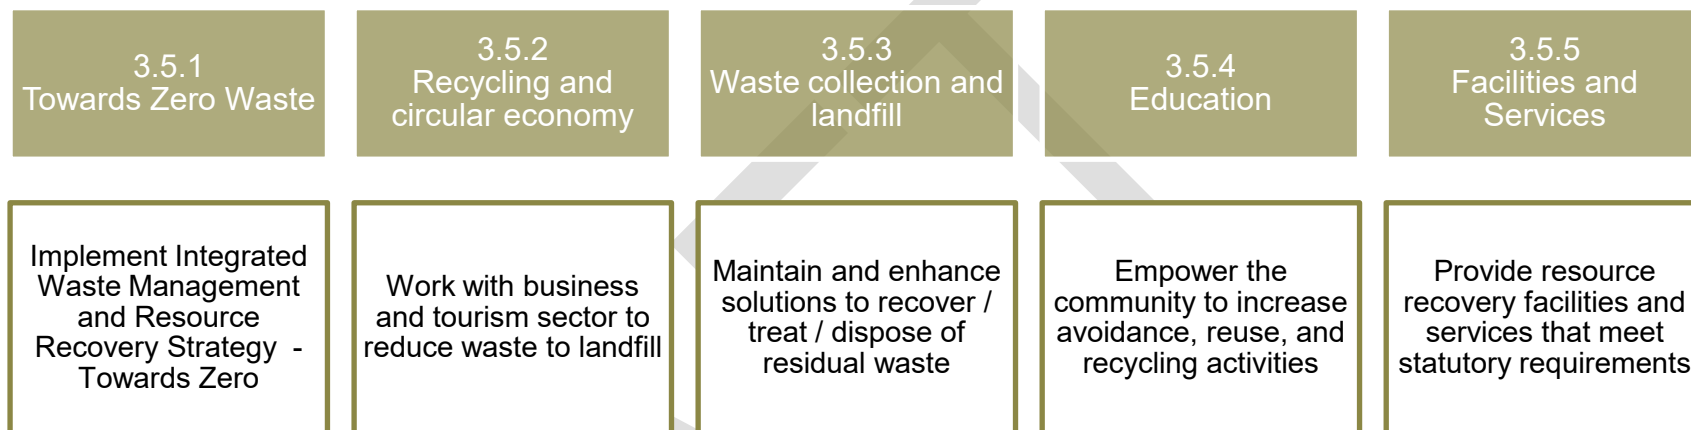 3.5.1
Towards Zero Waste
3.5.2
Recycling and
circular economy
3.5.3
Waste collection and
landfill
3.5.4
Education
3.5.5
Facilities and
Services
Implement Integrated
Waste Management
and Resource
Recovery Strategy  -
Towards Zero
Work with business
and tourism sector to
reduce waste to landfill
Maintain and enhance
solutions to recover /
treat / dispose of
residual waste
Empower the
community to increase
avoidance, reuse, and
recycling activities
Provide resource
recovery facilities and
services that meet
statutory requirements